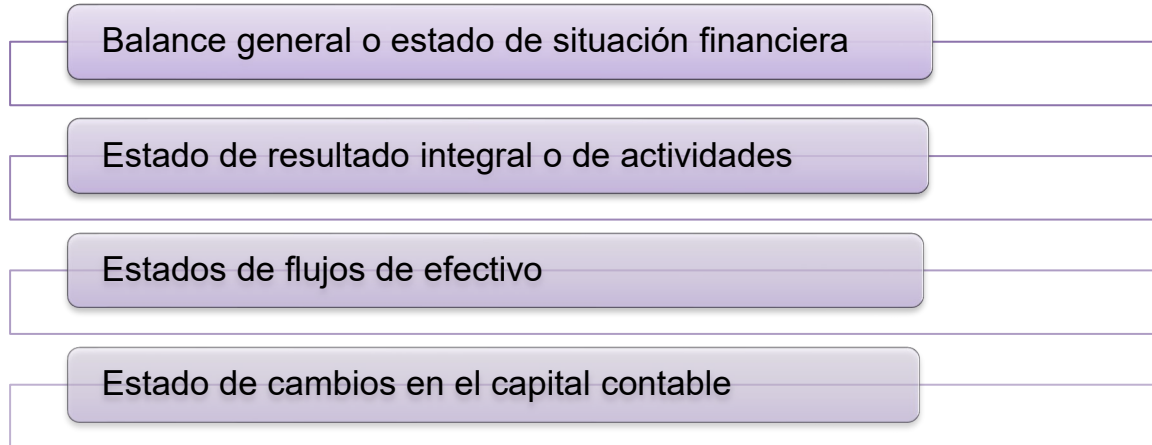 Balance general o estado de situación financiera
Estado de resultado integral o de actividades
Estados de flujos de efectivo
Estado de cambios en el capital contable